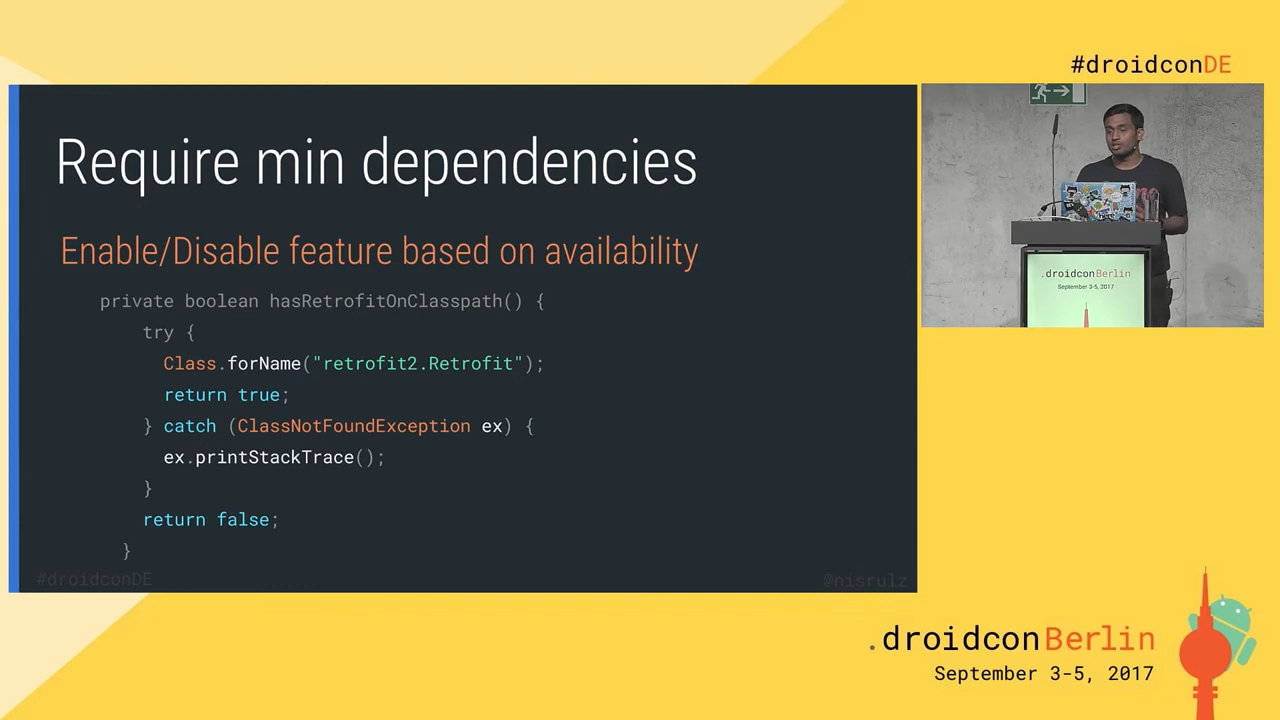 #droidconDE
Require min dependencies
Enable/Disable feature based on availability
private boolean hasRetrofitOnClasspath() {
try {
Class.forName("retrofit2.Retrofit");
return true;
} catch (ClassNotFoundException ex) {
ex.printStackTrace();
}
return false;
}
#droidconDE
@nisrulz
.droidconBerlin
September 3-5, 2017
.droidconBerlin
September 3-5, 2017